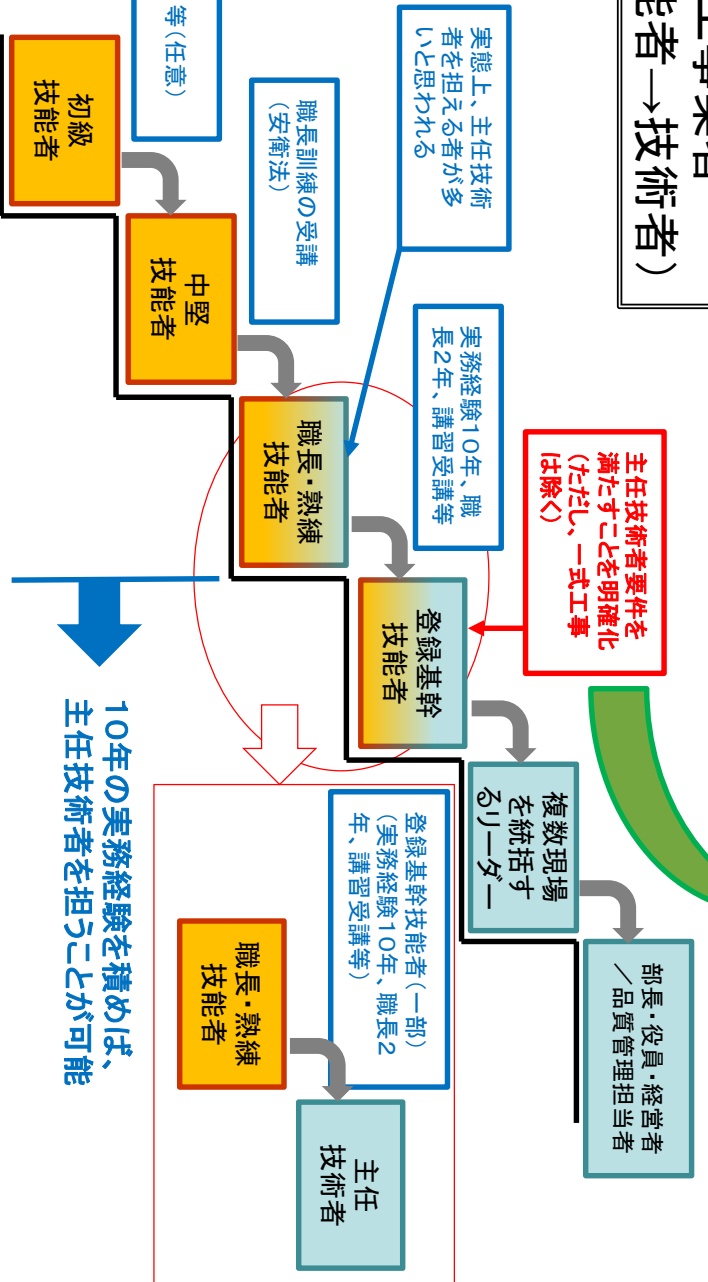 工事業者
能者→技術者）
等（任意）
初級
技能者
職長訓練の受講
（安衛法）
中堅
技能者
実態上、主任技術
者を担える者が多
いと思われる
職長・熟練
技能者
実務経験10年、職
長2年、講習受講等
登録基幹
技能者
主任技術者要件を
満たすことを明確化
（ただし、一式工事
は除く）
複数現場
を統括す
るリーダー
部長・役員・経営者
／品質管理担当者
10年の実務経験を積めば、
主任技術者を担うことが可能
登録基幹技能者（一部）
（実務経験10年、職長2
年、講習受講等）
職長・熟練
技能者
主任
技術者